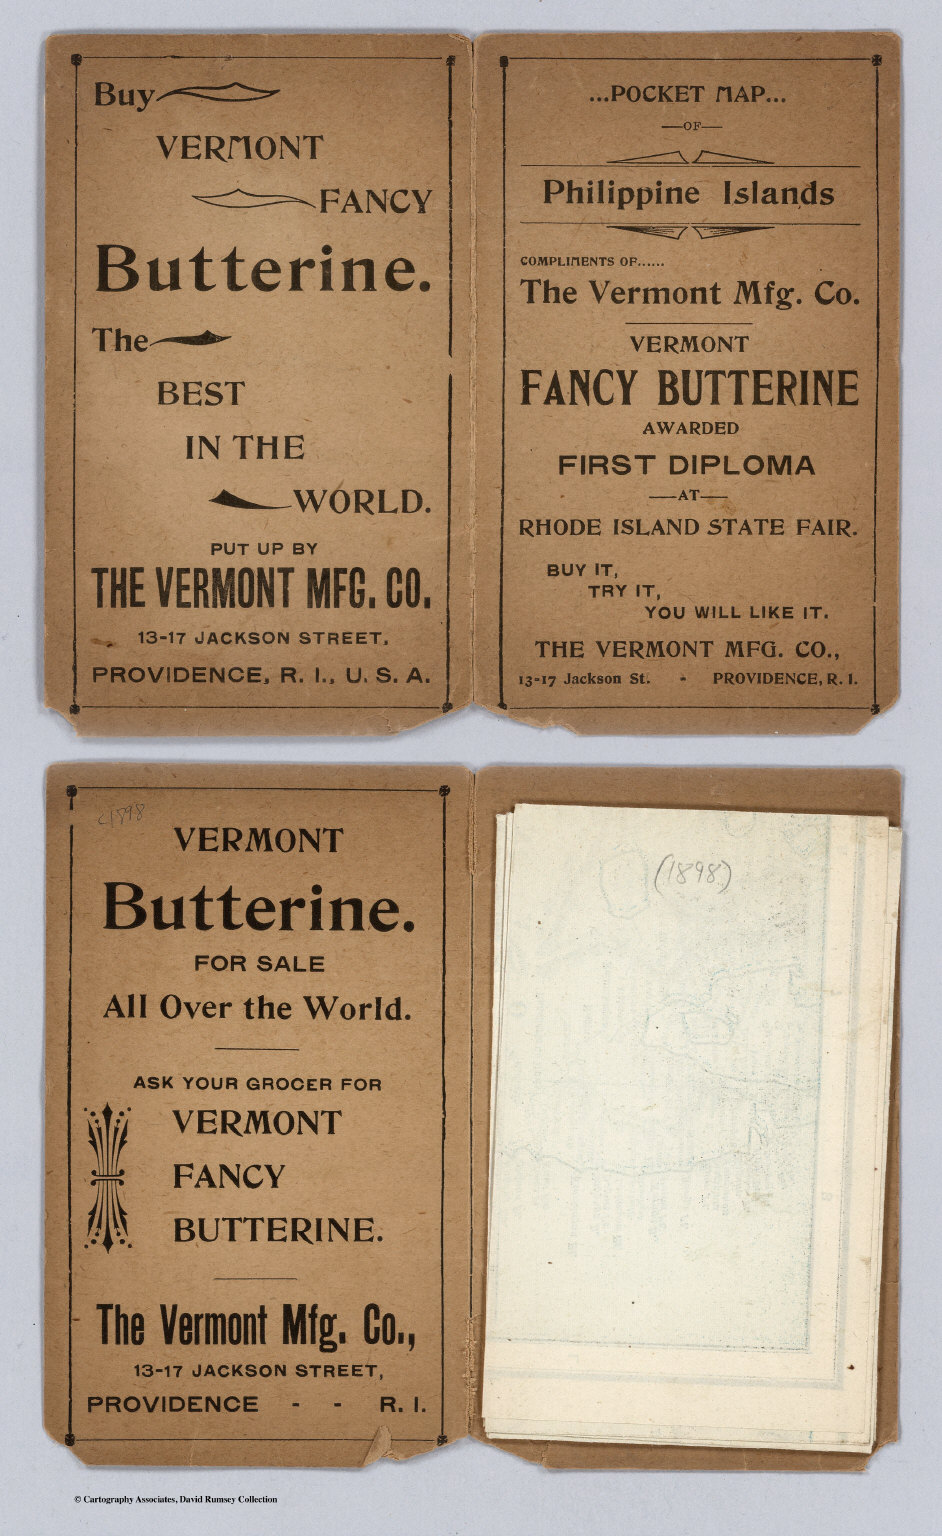 Buy
VERMONT
FANCY
Butterine.
The
BEST
IN THE
WORLD.
PUT UP BY
THE VERMONT MFG. CO.
13-17 JACKSON STREET,
PROVIDENCE, R. I., U. S. A.
...POCKET MAP...
—OF—
Philippine Islands
COMPLIMENTS OF......
The Vermont Mfg. Co.
VERMONT
FANCY BUTTERINE
AWARDED
FIRST DIPLOMA
—AT—
RHODE ISLAND STATE FAIR.
BUY IT,
TRY IT,
YOU WILL LIKE IT.
THE VERMONT MFG. CO.,
13-17 Jackson St. - PROVIDENCE, R. I.
c1898
VERMONT
Butterine.
FOR SALE
All Over the World.
ASK YOUR GROCER FOR
VERMONT
FANCY
BUTTERINE.
The Vermont Mfg. Co.,
13-17 JACKSON STREET,
PROVIDENCE - - R. I.
(1898)
© Cartography Associates, David Rumsey Collection